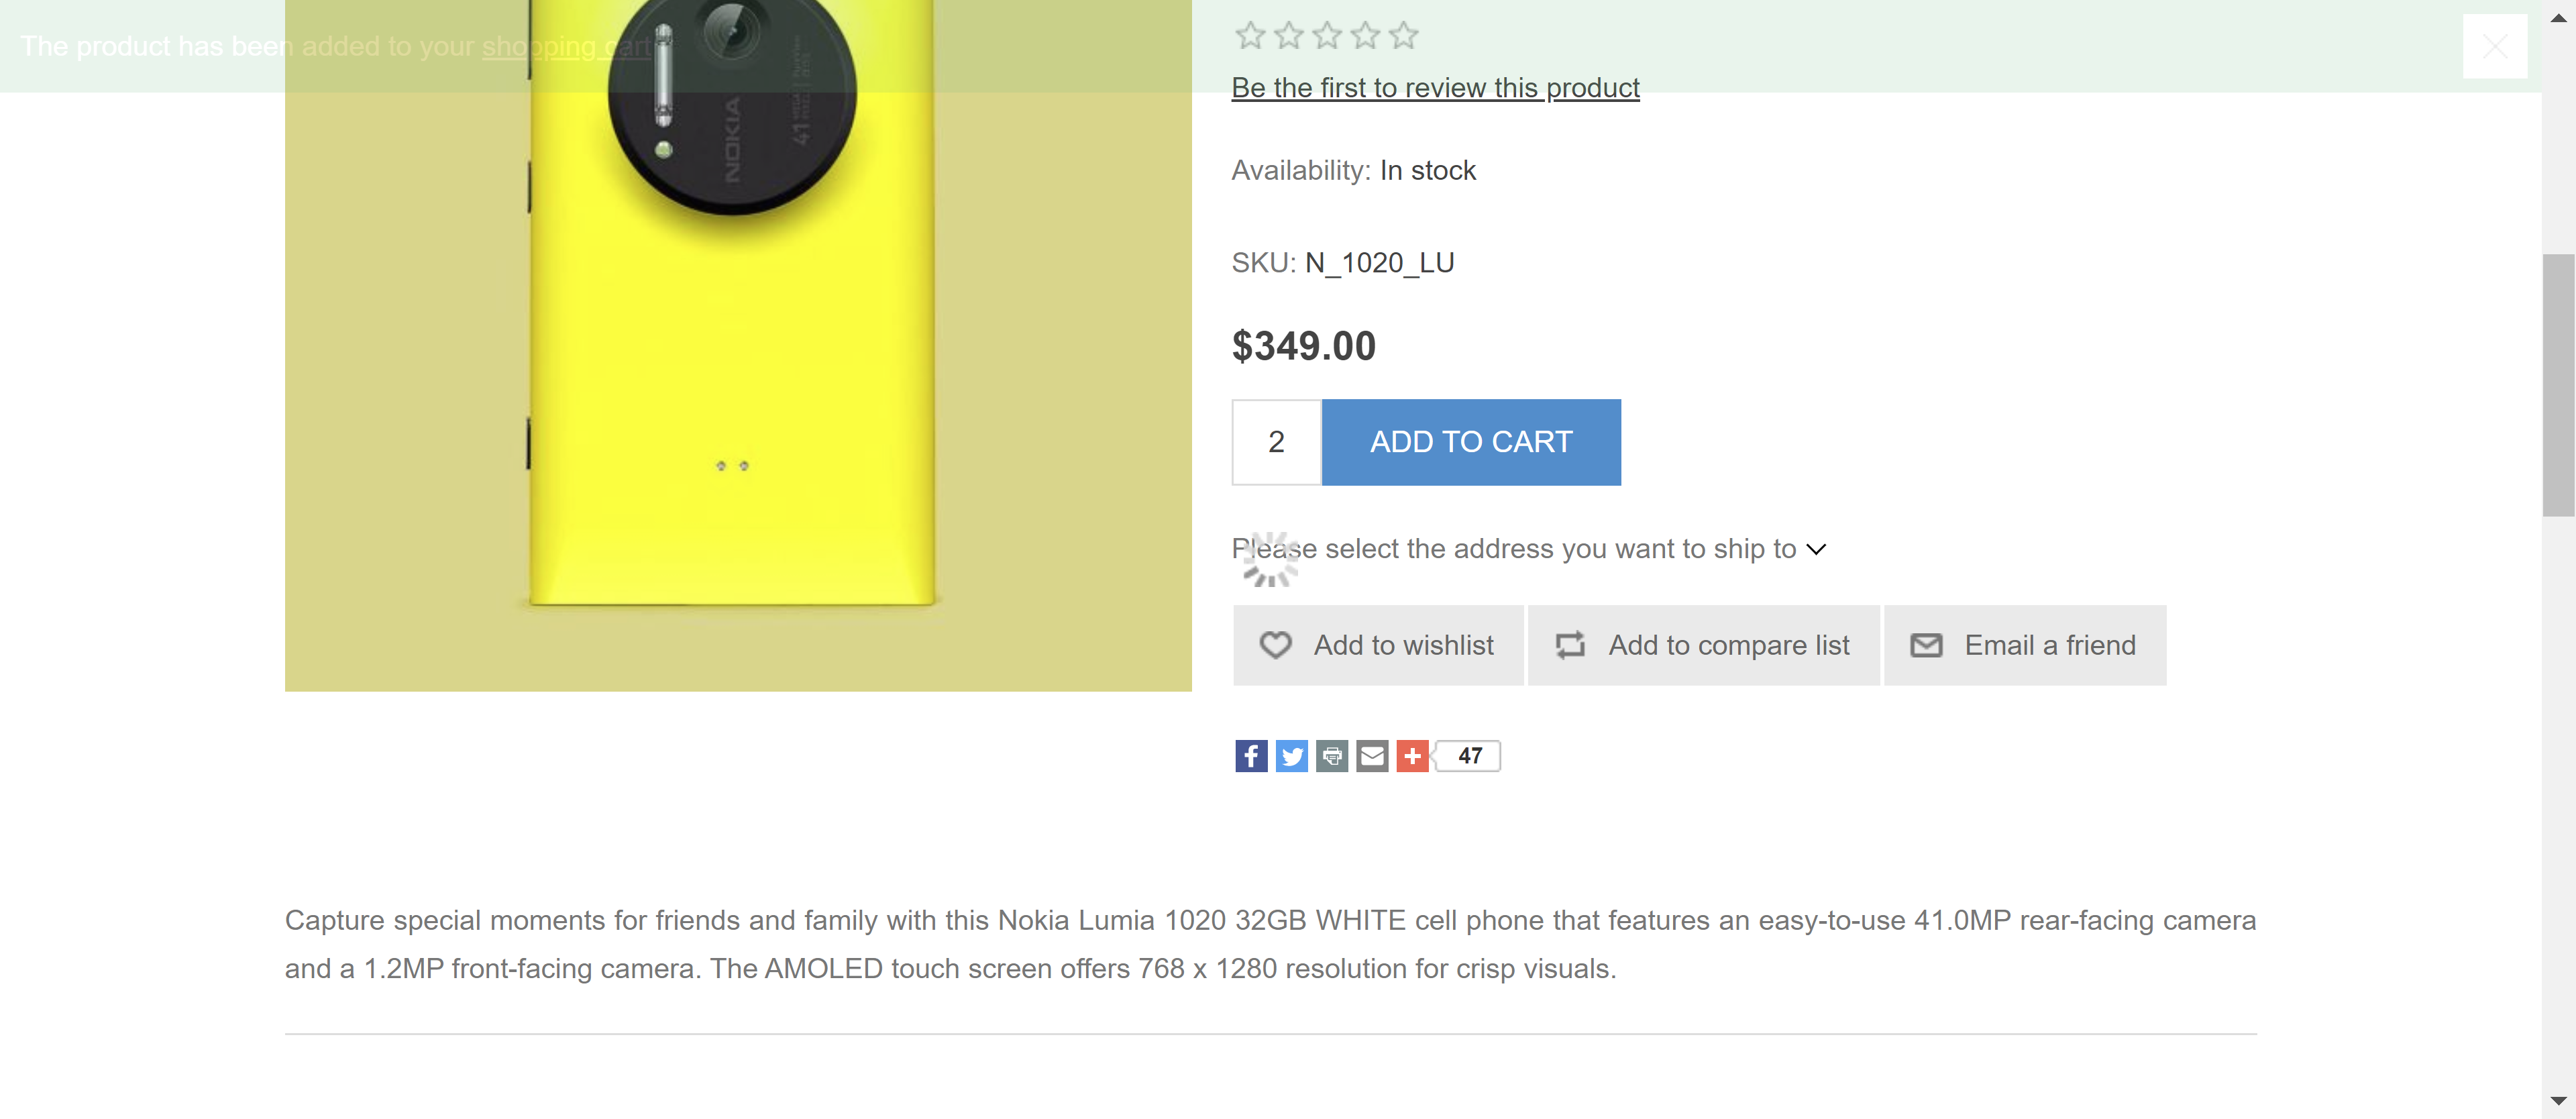 The product has been added to your shopping cart
Be the first to review this product
NOKIA
41
Availability: In stock
SKU: N_1020_LU
$349.00
2 ADD TO CART
Please select the address you want to ship to
Add to wishlist Add to compare list Email a friend
47
Capture special moments for friends and family with this Nokia Lumia 1020 32GB WHITE cell phone that features an easy-to-use 41.0MP rear-facing camera
and a 1.2MP front-facing camera. The AMOLED touch screen offers 768 x 1280 resolution for crisp visuals.